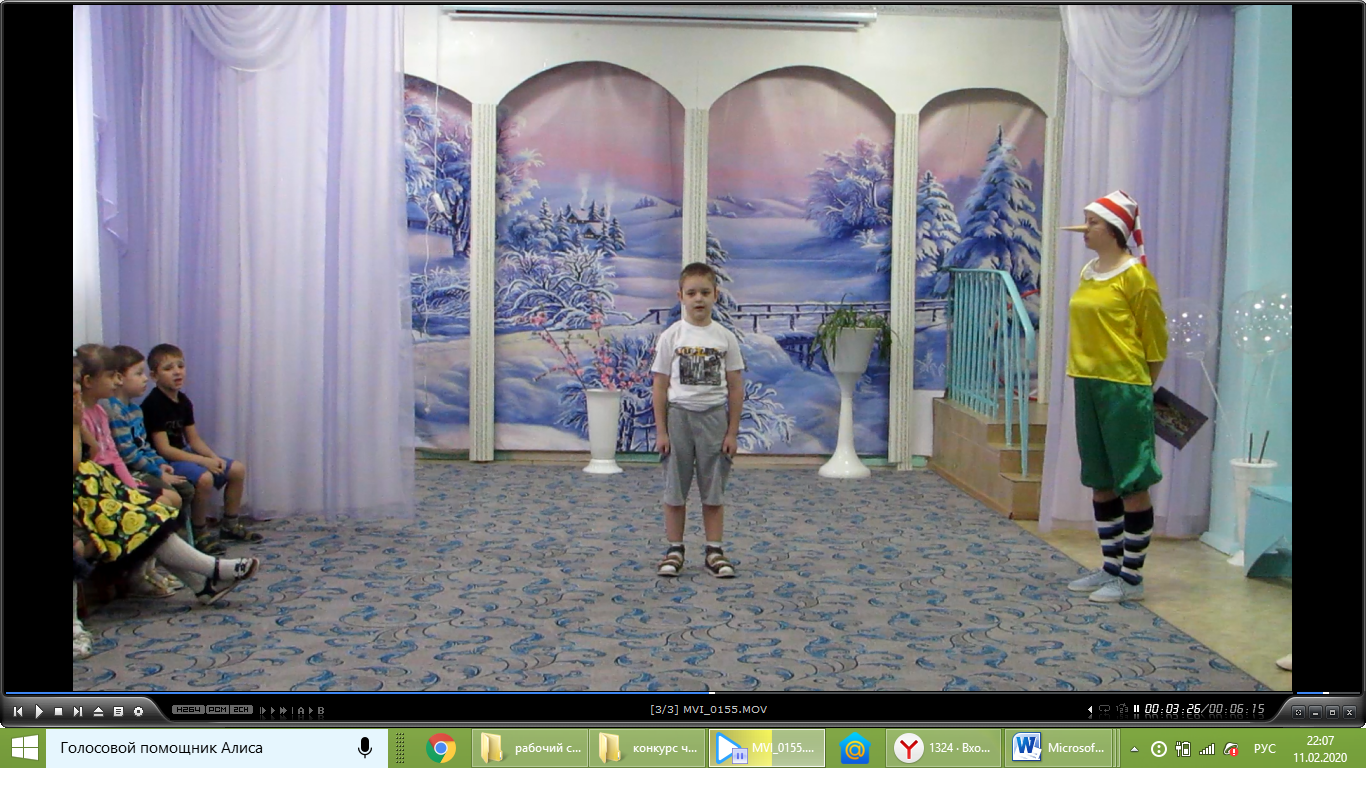 H264 PCM 2CH A B
[3/3] MVI_0155.MOV
00:03:26/00:06:15
Голосовой помощник Алиса
рабочий с...
конкурс ч...
MVI_0155....
1324 · Вхо...
Microsof...
РУС
22:07
11.02.2020